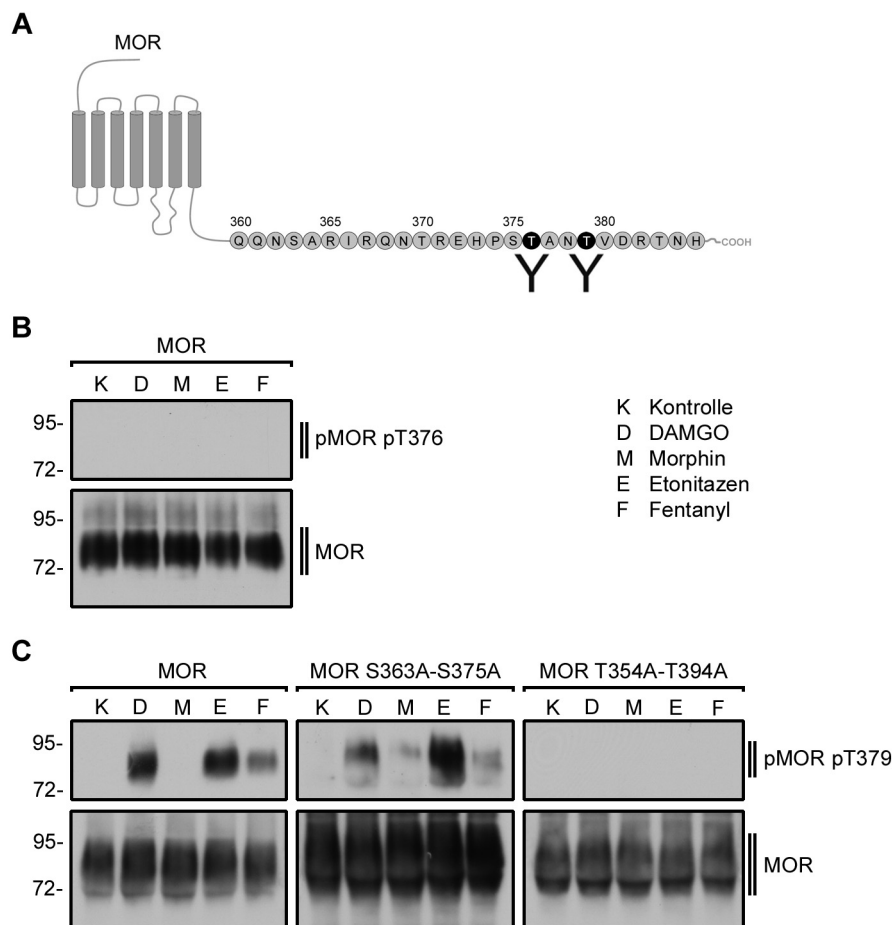 A
MOR
360 365 370 375 380
Q Q N S A R I R Q N T R E H P S T A N T V D R T N H COOH
B
MOR
K D M E F
95-
72-
pMOR pT376
95-
72-
MOR
K Kontrolle
D DAMGO
M Morphin
E Etonitazen
F Fentanyl
C
MOR MOR S363A-S375A MOR T354A-T394A
K D M E F K D M E F K D M E F
95-
72-
pMOR pT379
95-
72-
MOR